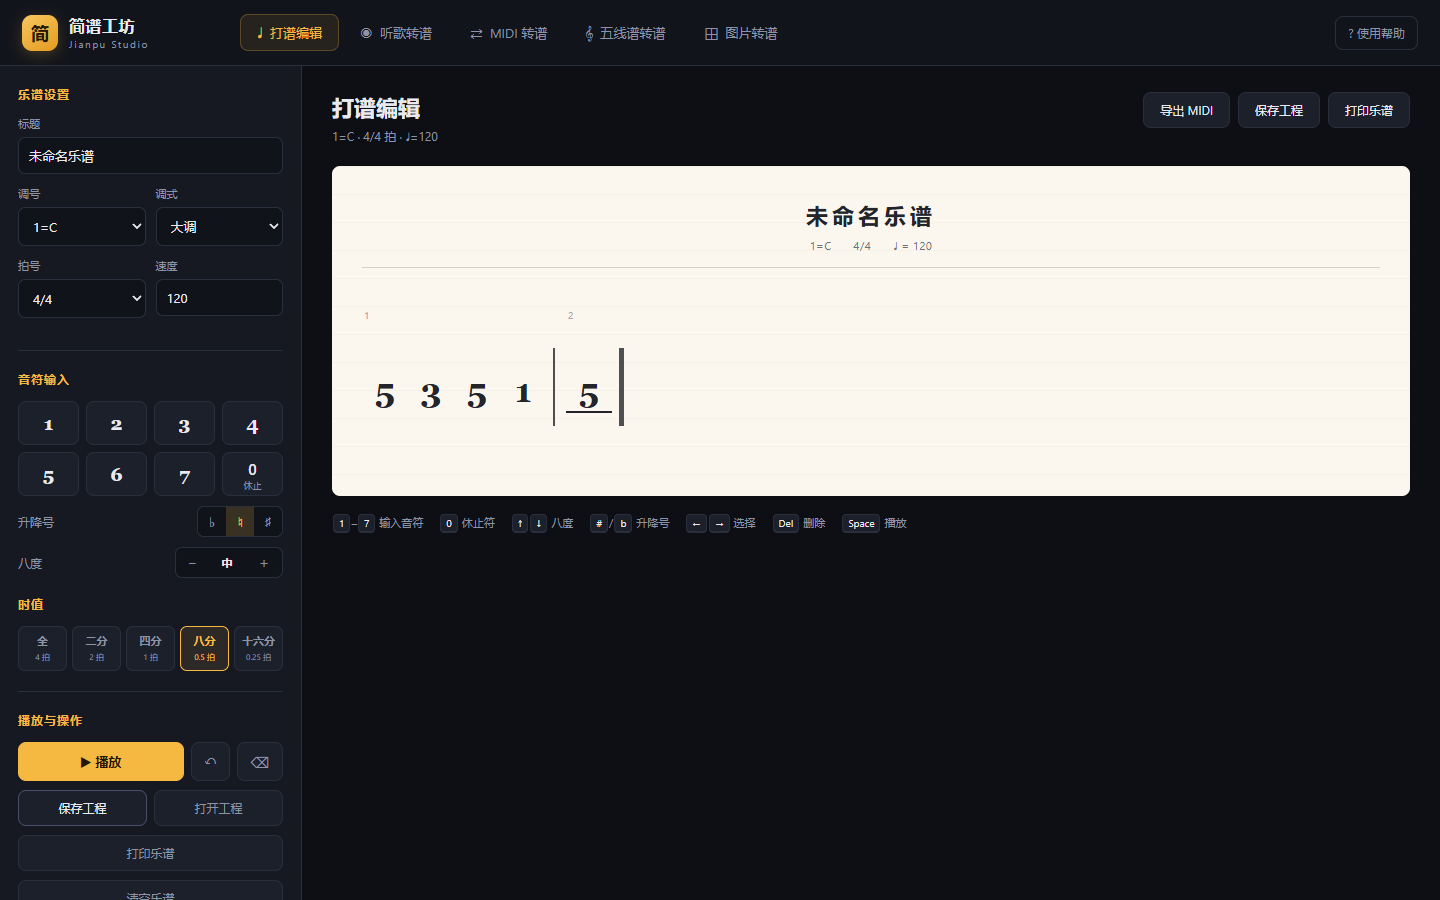 简 简谱工坊
Jianpu Studio
♩ 打谱编辑
◉ 听歌转谱
⇄ MIDI 转谱
𝄞 五线谱转谱
田 图片转谱
? 使用帮助
乐谱设置
标题
未命名乐谱
调号 调式
1=C 大调
拍号 速度
4/4 120
音符输入
1 2 3 4
5 6 7 0
休止
升降号 ♭ ♮ ♯
八度 − 中 +
时值
全 二分 四分 八分 十六分
4 拍 2 拍 1 拍 0.5 拍 0.25 拍
播放与操作
▶ 播放 ↶ ⌫
保存工程 打开工程
打印乐谱
清空乐谱
打谱编辑
1=C · 4/4 拍 · ♩=120
导出 MIDI 保存工程 打印乐谱
未命名乐谱
1=C 4/4 ♩ = 120
1 2
5 3 5 1 5
1 – 7 输入音符 0 休止符 ↑ ↓ 八度 # / b 升降号 ← → 选择 Del 删除 Space 播放